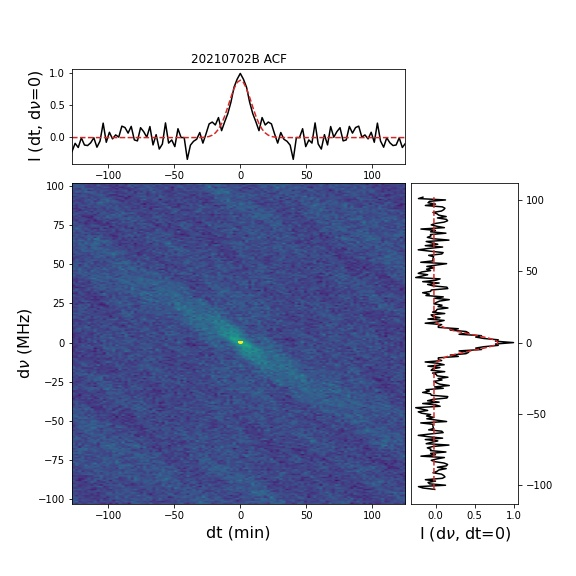 20210702B ACF
I (dt, dν=0)
1.0
0.5
0.0
−100 −50 0 50 100
dν (MHz)
100
75
50
25
0
−25
−50
−75
−100
−100 −50 0 50 100
dt (min)
100
50
0
−50
−100
0.0 0.5 1.0
I (dν, dt=0)